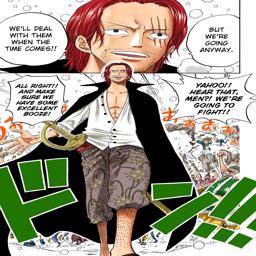 WE'LL DEAL
WITH THEM
WHEN THE
TIME COMES!!
BUT
WE'RE
GOING
ANYWAY.
ALL RIGHT!!
AND MAKE
SURE WE
HAVE SOME
EXCELLENT
BOOZE!
YAHOO!!
HEAR THAT,
MEN?! WE'RE
GOING TO
FIGHT!!
ドン!!!